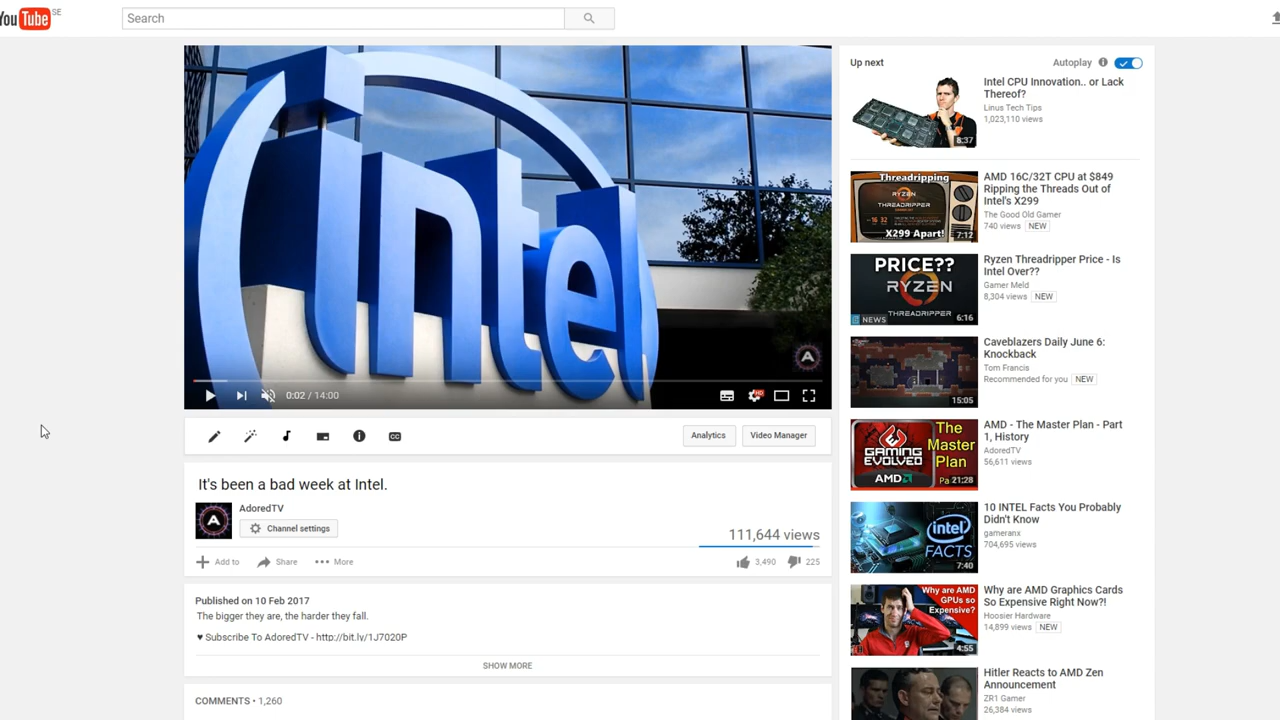 YouTube SE
Search
intel
A
0:02 / 14:00
HD
Analytics
Video Manager
It's been a bad week at Intel.
A
AdoredTV
Channel settings
111,644 views
Add to
Share
More
3,490
225
Published on 10 Feb 2017
The bigger they are, the harder they fall.
♥ Subscribe To AdoredTV - http://bit.ly/1J7020P
SHOW MORE
COMMENTS • 1,260
Up next
Autoplay
8:37
Intel CPU Innovation.. or Lack
Thereof?
Linus Tech Tips
1,023,110 views
Threadripping
RYZEN
THREADRIPPER
16 32
X299 Apart!
7:12
AMD 16C/32T CPU at $849
Ripping the Threads Out of
Intel's X299
The Good Old Gamer
740 views NEW
PRICE??
RYZEN
THREADRIPPER
NEWS
6:16
Ryzen Threadripper Price - Is
Intel Over??
Gamer Meld
8,304 views NEW
15:05
Caveblazers Daily June 6:
Knockback
Tom Francis
Recommended for you NEW
GAMING
EVOLVED
AMD
The
Master
Plan
Pa
21:28
AMD - The Master Plan - Part
1, History
AdoredTV
56,611 views
intel
FACTS
7:40
10 INTEL Facts You Probably
Didn't Know
gameranx
704,695 views
Why are AMD
GPUs so
Expensive?
4:55
Why are AMD Graphics Cards
So Expensive Right Now?!
Hoosier Hardware
14,899 views NEW
Hitler Reacts to AMD Zen
Announcement
ZR1 Gamer
26,384 views